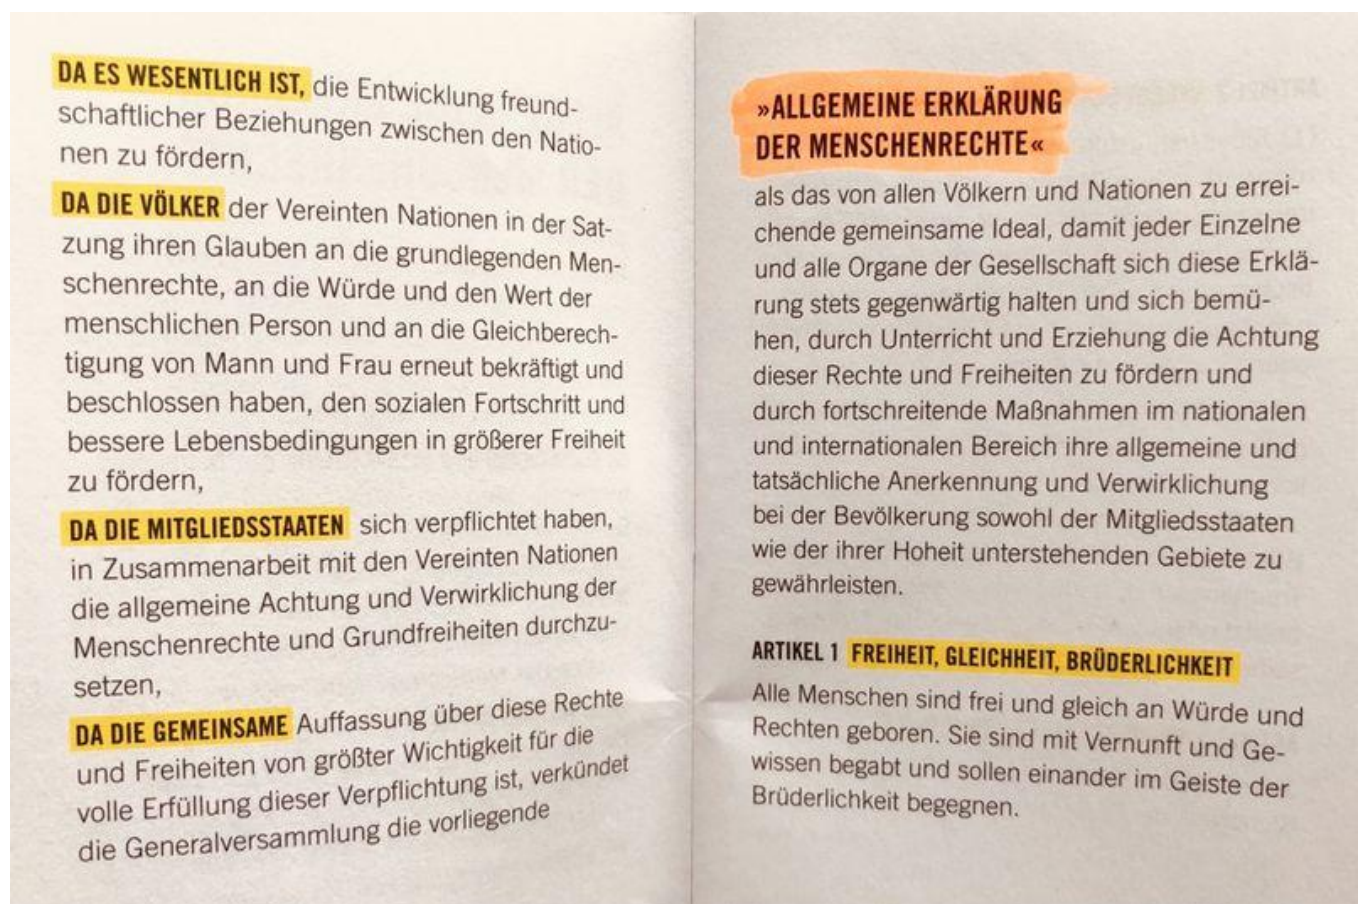 DA ES WESENTLICH IST, die Entwicklung freund-
schaftlicher Beziehungen zwischen den Natio-
nen zu fördern,
DA DIE VÖLKER der Vereinten Nationen in der Sat-
zung ihren Glauben an die grundlegenden Men-
schenrechte, an die Würde und den Wert der
menschlichen Person und an die Gleichberech-
tigung von Mann und Frau erneut bekräftigt und
beschlossen haben, den sozialen Fortschritt und
bessere Lebensbedingungen in größerer Freiheit
zu fördern,
DA DIE MITGLIEDSSTAATEN sich verpflichtet haben,
in Zusammenarbeit mit den Vereinten Nationen
die allgemeine Achtung und Verwirklichung der
Menschenrechte und Grundfreiheiten durchzu-
setzen,
DA DIE GEMEINSAME Auffassung über diese Rechte
und Freiheiten von größter Wichtigkeit für die
volle Erfüllung dieser Verpflichtung ist, verkündet
die Generalversammlung die vorliegende
»ALLGEMEINE ERKLÄRUNG
DER MENSCHENRECHTE«
als das von allen Völkern und Nationen zu errei-
chende gemeinsame Ideal, damit jeder Einzelne
und alle Organe der Gesellschaft sich diese Erklä-
rung stets gegenwärtig halten und sich bemü-
hen, durch Unterricht und Erziehung die Achtung
dieser Rechte und Freiheiten zu fördern und
durch fortschreitende Maßnahmen im nationalen
und internationalen Bereich ihre allgemeine und
tatsächliche Anerkennung und Verwirklichung
bei der Bevölkerung sowohl der Mitgliedsstaaten
wie der ihrer Hoheit unterstehenden Gebiete zu
gewährleisten.
ARTIKEL 1 FREIHEIT, GLEICHHEIT, BRÜDERLICHKEIT
Alle Menschen sind frei und gleich an Würde und
Rechten geboren. Sie sind mit Vernunft und Ge-
wissen begabt und sollen einander im Geiste der
Brüderlichkeit begegnen.